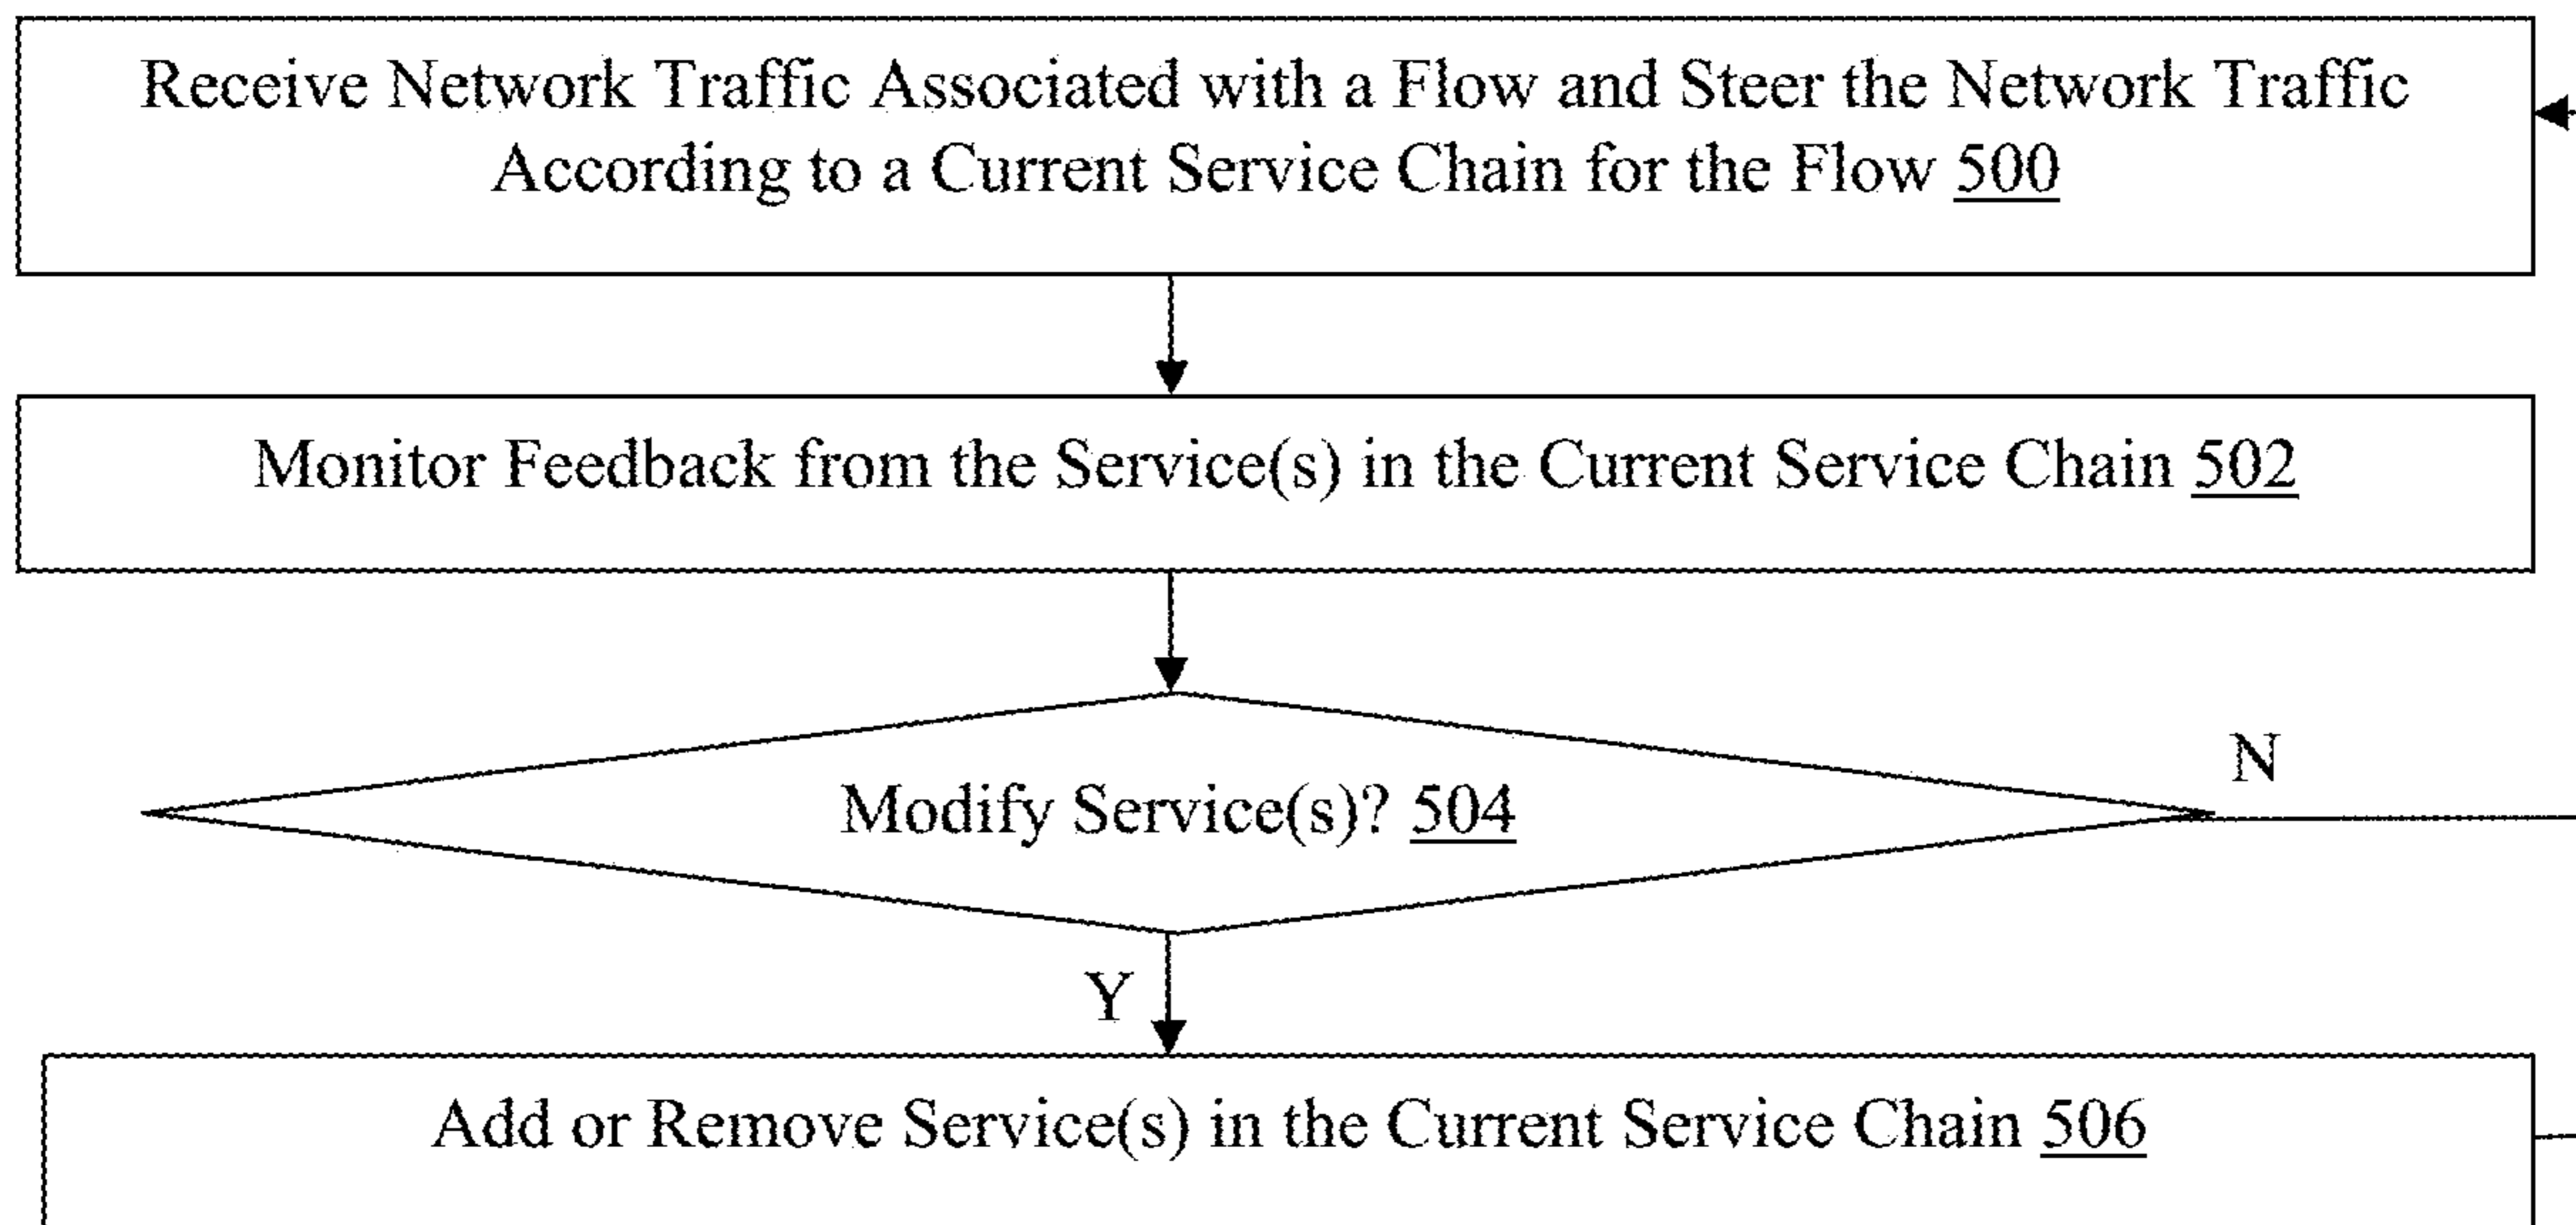 Receive Network Traffic Associated with a Flow and Steer the Network Traffic
According to a Current Service Chain for the Flow 500
Monitor Feedback from the Service(s) in the Current Service Chain 502
N
Modify Service(s)? 504
Y
Add or Remove Service(s) in the Current Service Chain 506